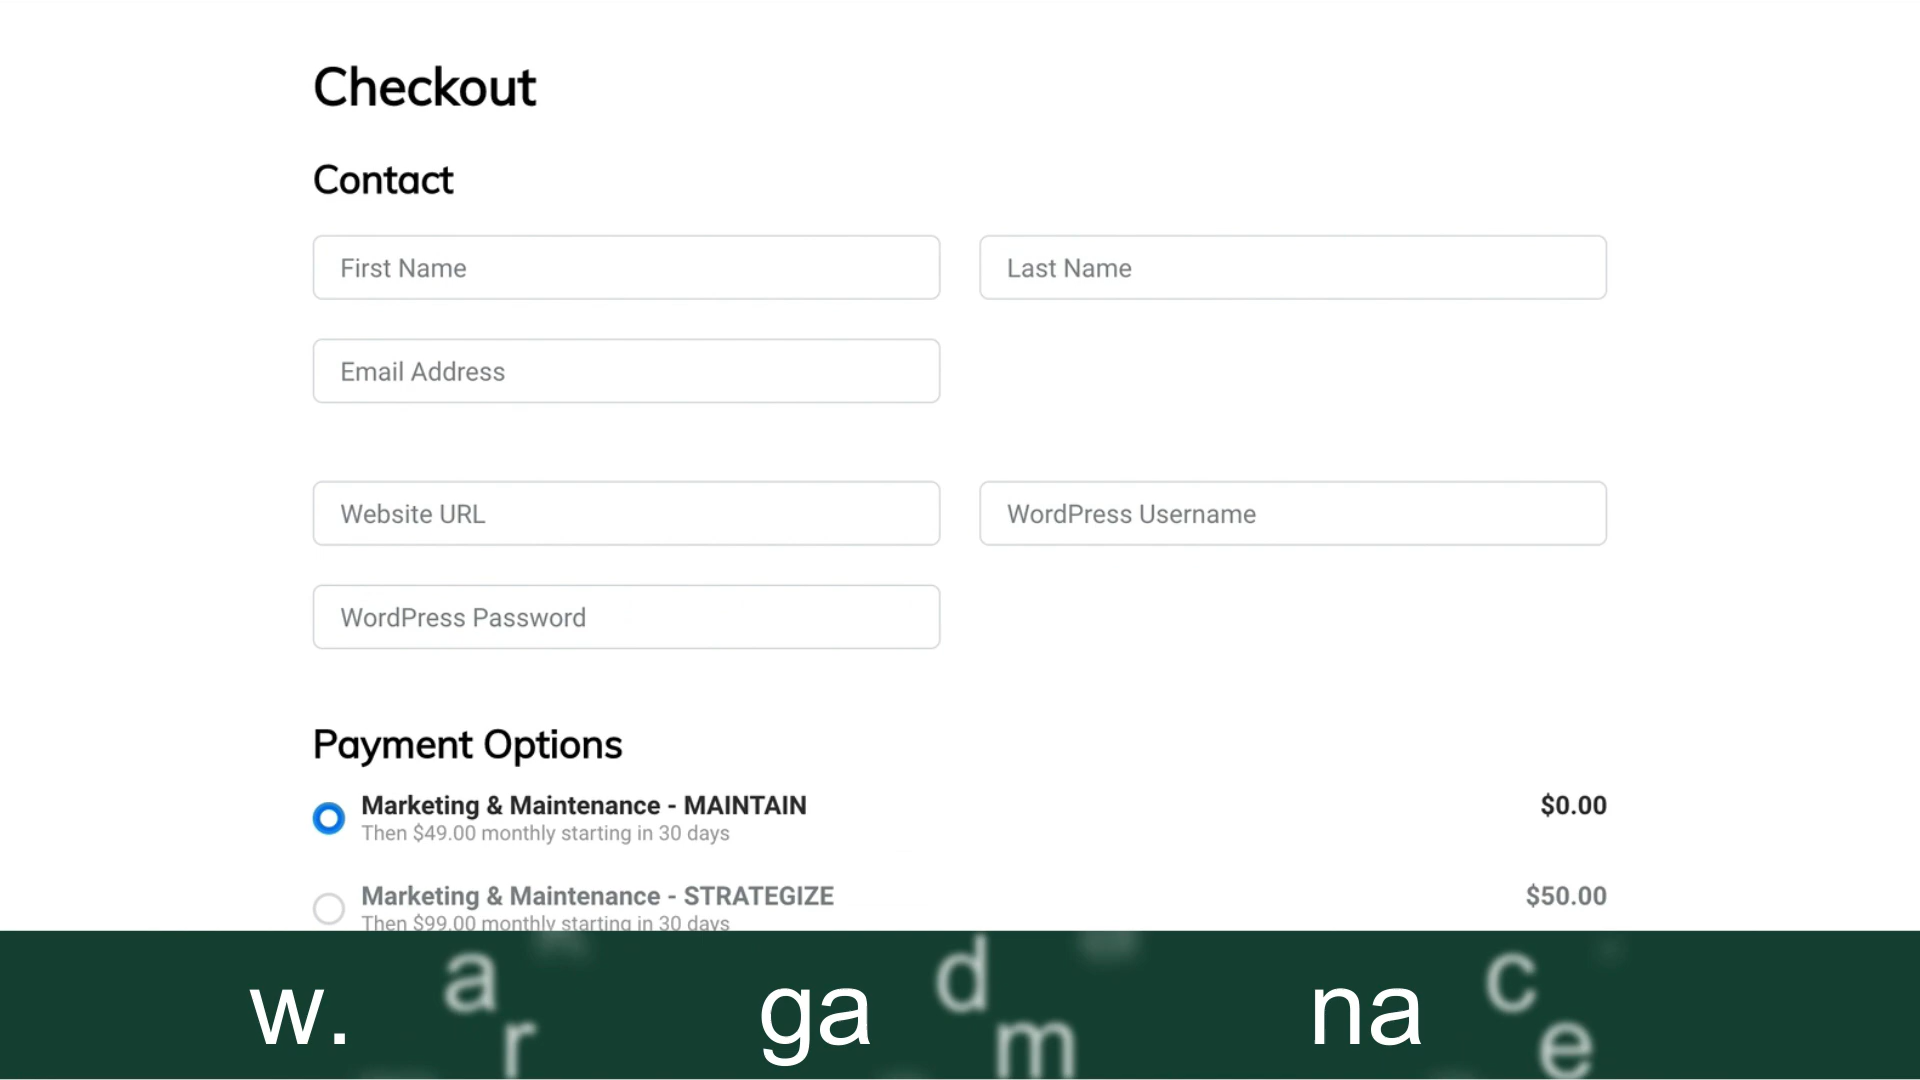 Checkout
Contact
First Name
Last Name
Email Address
Website URL
WordPress Username
WordPress Password
Payment Options
Marketing & Maintenance - MAINTAIN
$0.00
Then $49.00 monthly starting in 30 days
Marketing & Maintenance - STRATEGIZE
$50.00
Then $99.00 monthly starting in 30 days